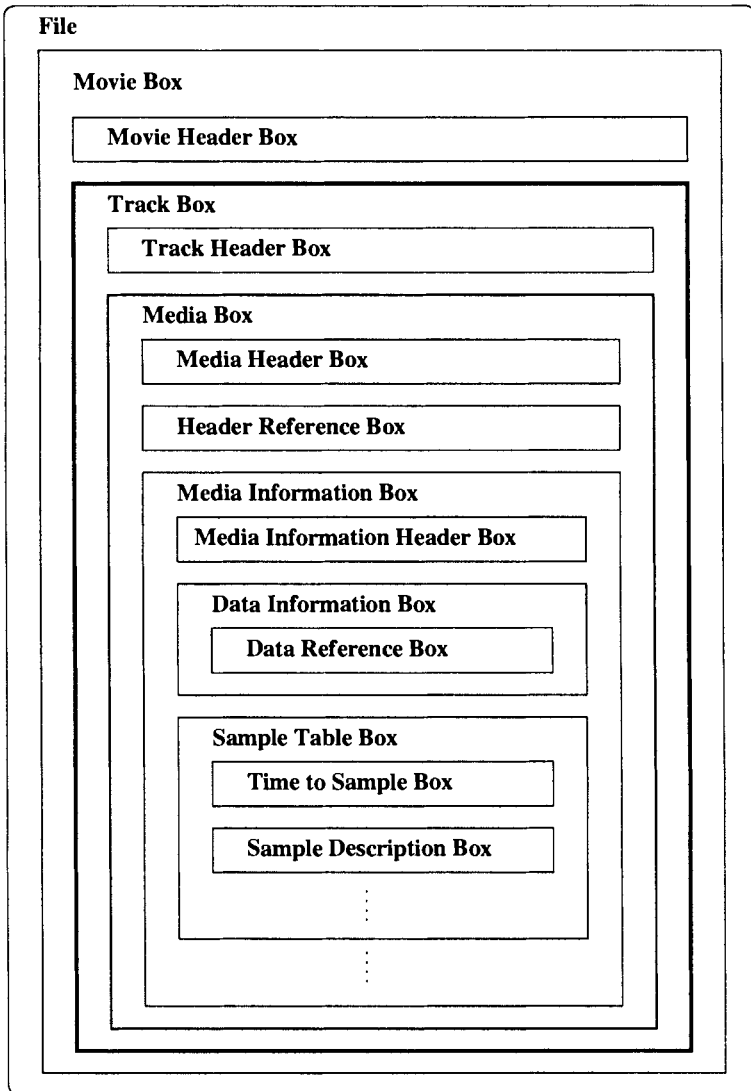 File
Movie Box
Movie Header Box
Track Box
Track Header Box
Media Box
Media Header Box
Header Reference Box
Media Information Box
Media Information Header Box
Data Information Box
Data Reference Box
Sample Table Box
Time to Sample Box
Sample Description Box